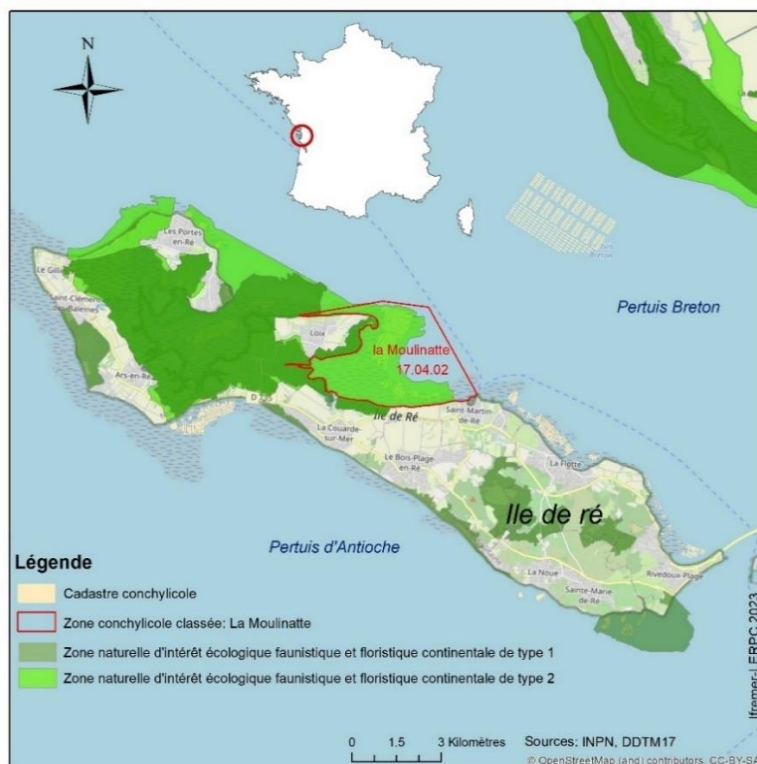 N
Les Portes
en-Ré
Pertuis Breton
Saint-Clément
des-Baleines
Loix
la Moulinatte
17.04.02
Ars-en-Ré
Ile de Ré
Saint-Martin
de-Ré
La Couarde
sur-Mer
Le Bois-Plage
en-Ré
La Flotte
Ile de ré
Pertuis d'Antioche
La Noue
Rivedoux-Plage
Sainte-Marie
de-Ré
Légende
Cadastre conchylicole
Zone conchylicole classée: La Moulinatte
Zone naturelle d'intérêt écologique faunistique et floristique continentale de type 1
Zone naturelle d'intérêt écologique faunistique et floristique continentale de type 2
Ifremer-LERPC 2023
0 1.5 3 Kilomètres
Sources: INPN, DDTM17
© OpenStreetMap (and) contributors, CC-BY-SA